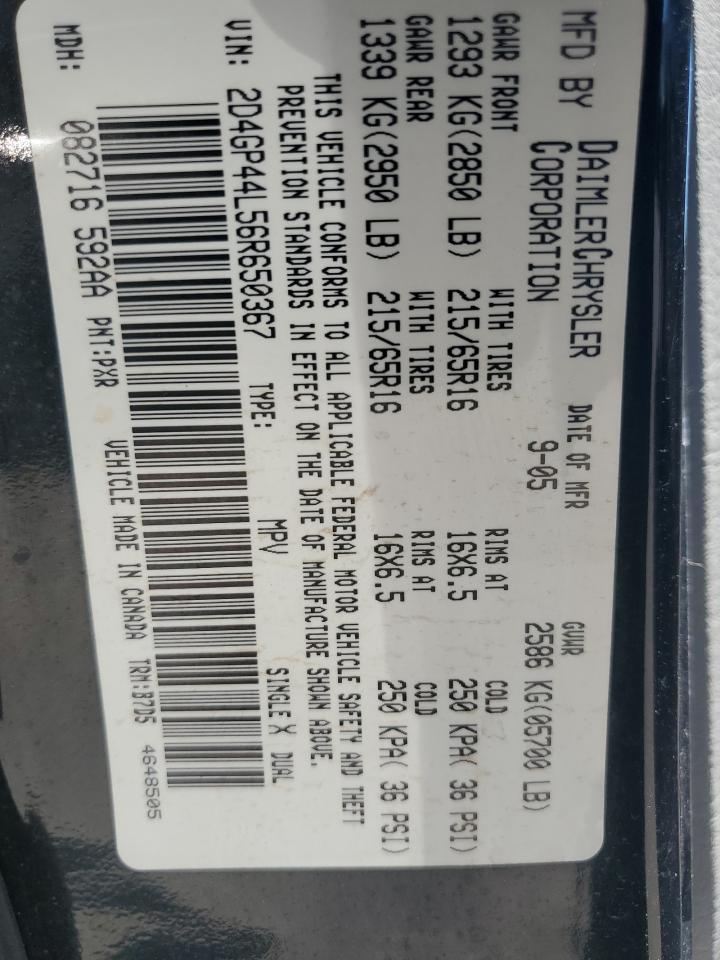 MFD BY DAIMLERCHRYSLER CORPORATION DATE OF MFR 9-05 GVWR 2586 KG(05700 LB)
GAWR FRONT WITH TIRES RIMS AT COLD
1293 KG(2850 LB) 215/65R16 16X6.5 250 KPA( 36 PSI)
GAWR REAR WITH TIRES RIMS AT COLD
1339 KG(2950 LB) 215/65R16 16X6.5 250 KPA( 36 PSI)
THIS VEHICLE CONFORMS TO ALL APPLICABLE FEDERAL MOTOR VEHICLE SAFETY AND THEFT
PREVENTION STANDARDS IN EFFECT ON THE DATE OF MANUFACTURE SHOWN ABOVE.
VIN: 2D4GP44L56R650367 TYPE: MPV SINGLE X DUAL
MDH: 082716 592AA PNT:PXR VEHICLE MADE IN CANADA TRM:B7D5 4648505